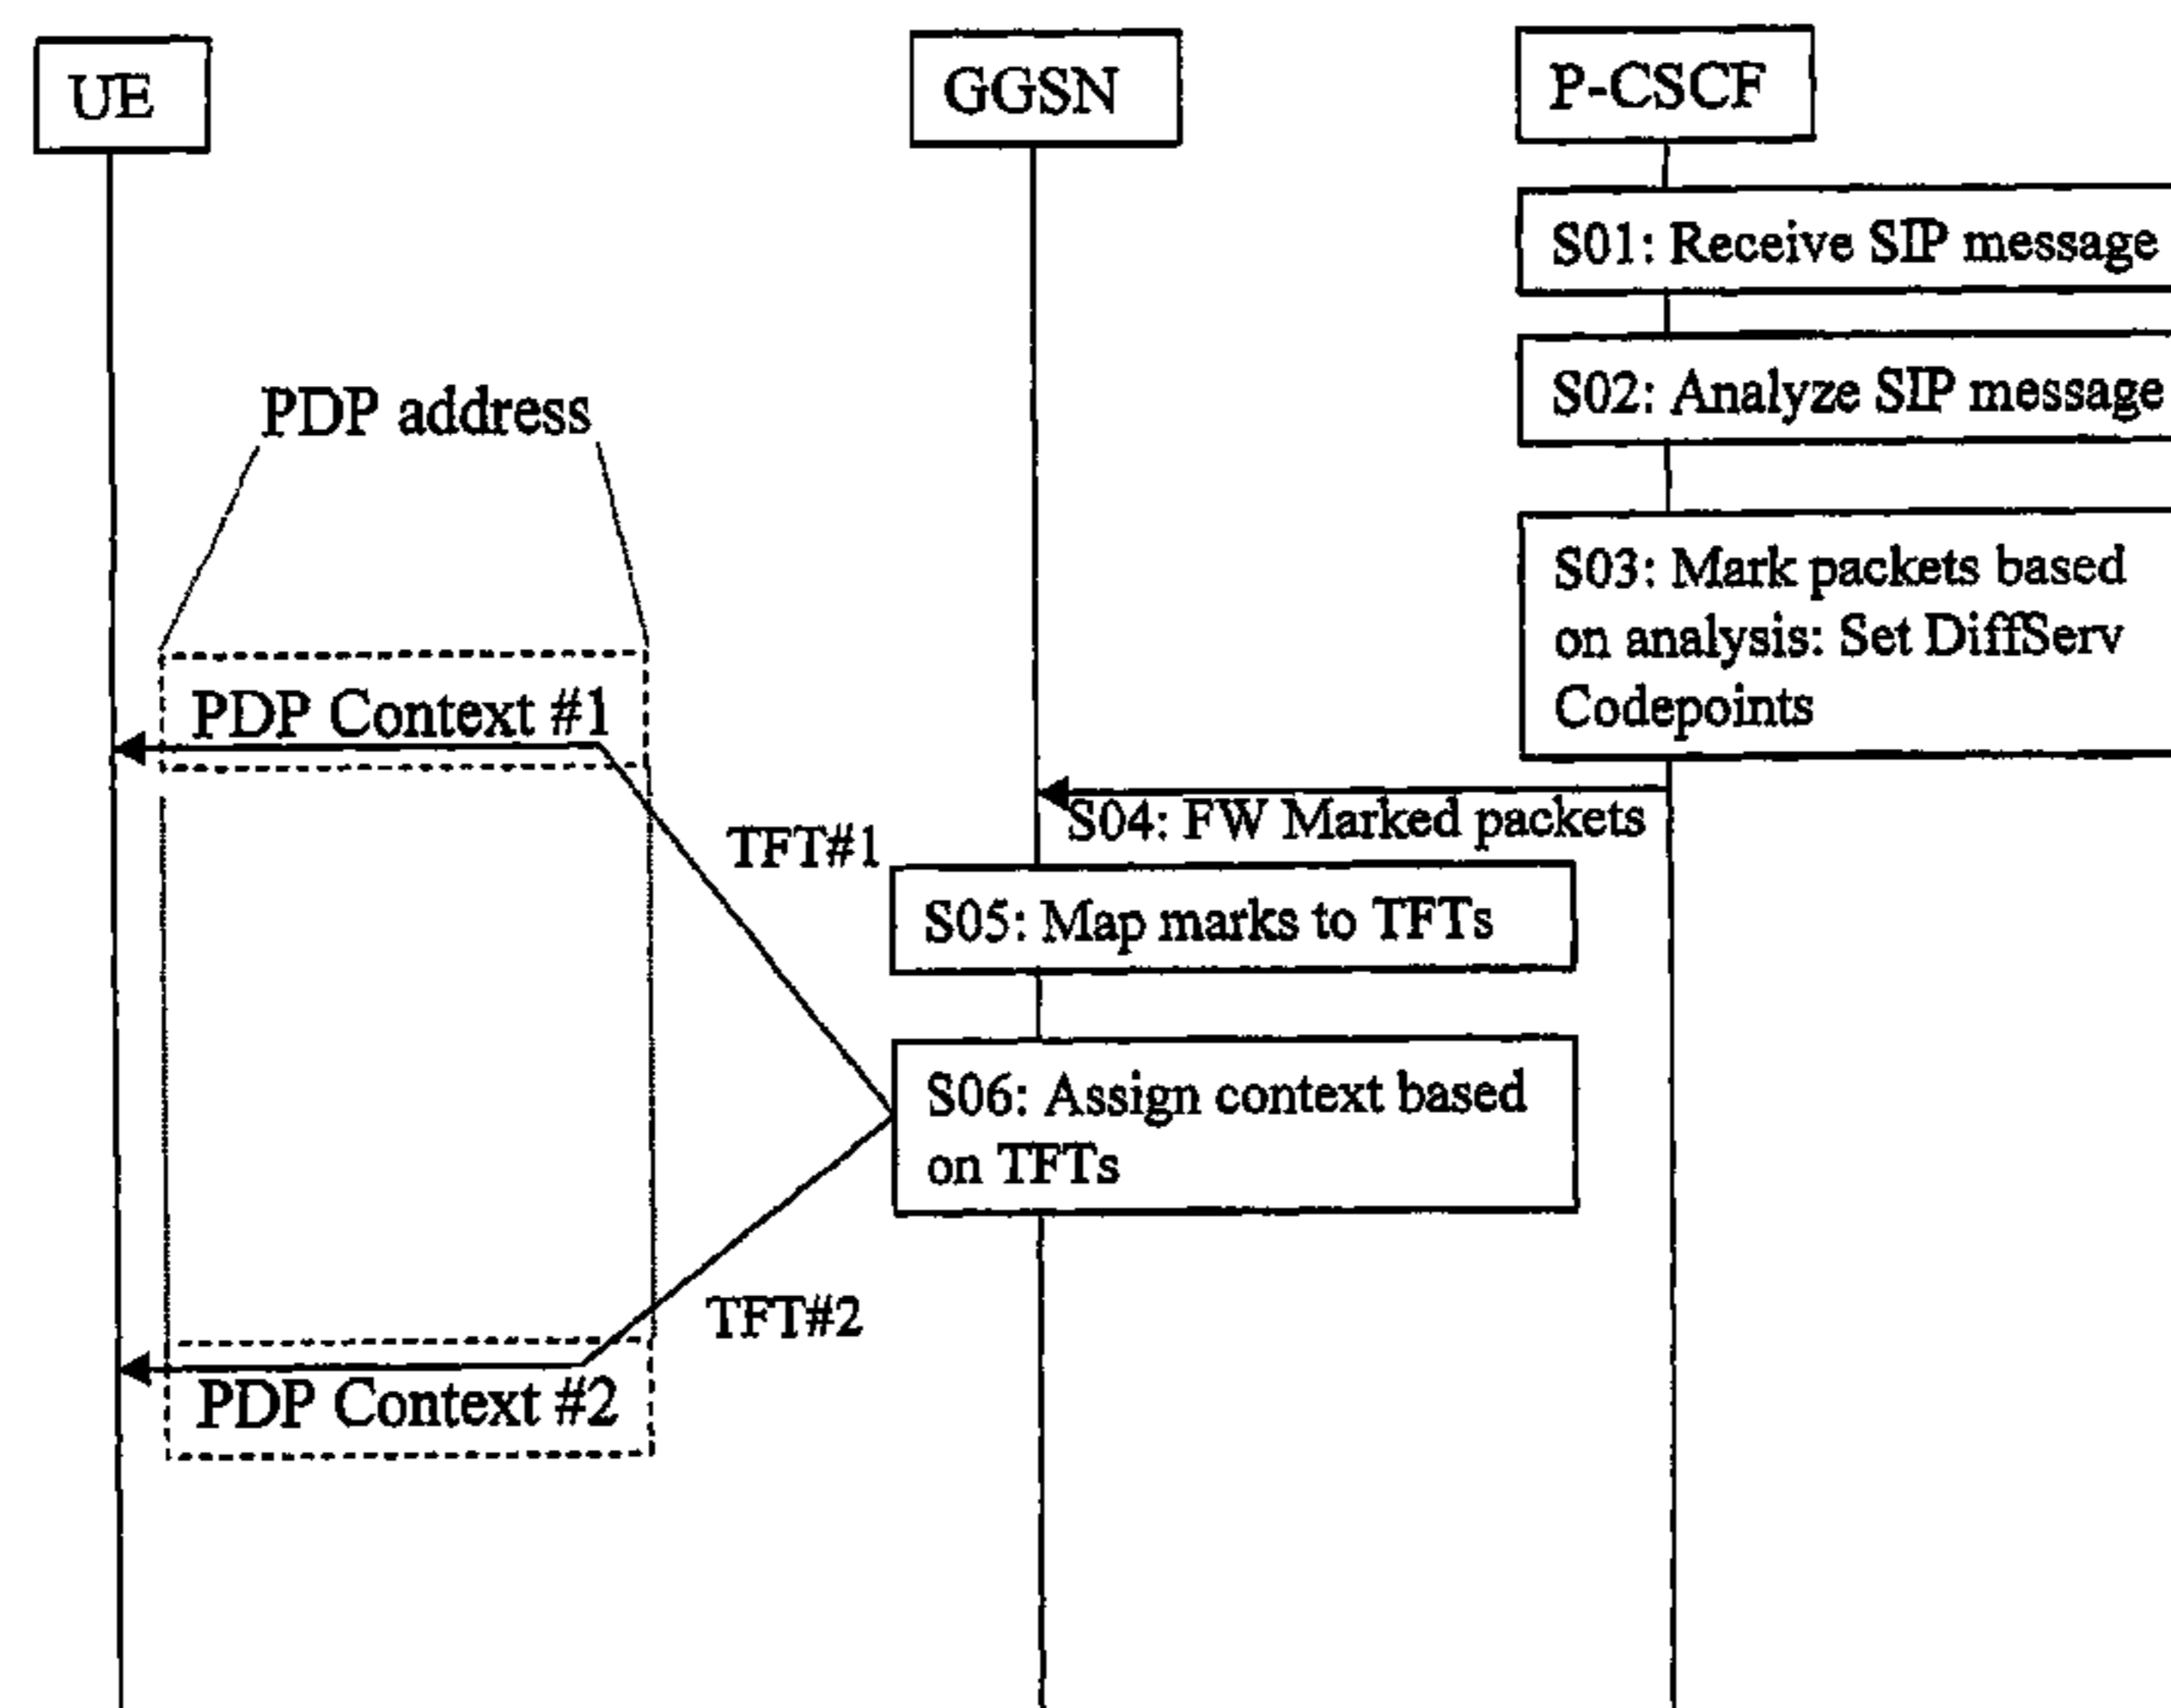 UE
GGSN
P-CSCF
S01: Receive SIP message
S02: Analyze SIP message
PDP address
S03: Mark packets based
on analysis: Set DiffServ
Codepoints
PDP Context #1
S04: FW Marked packets
TFT#1
S05: Map marks to TFTs
S06: Assign context based
on TFTs
TFT#2
PDP Context #2